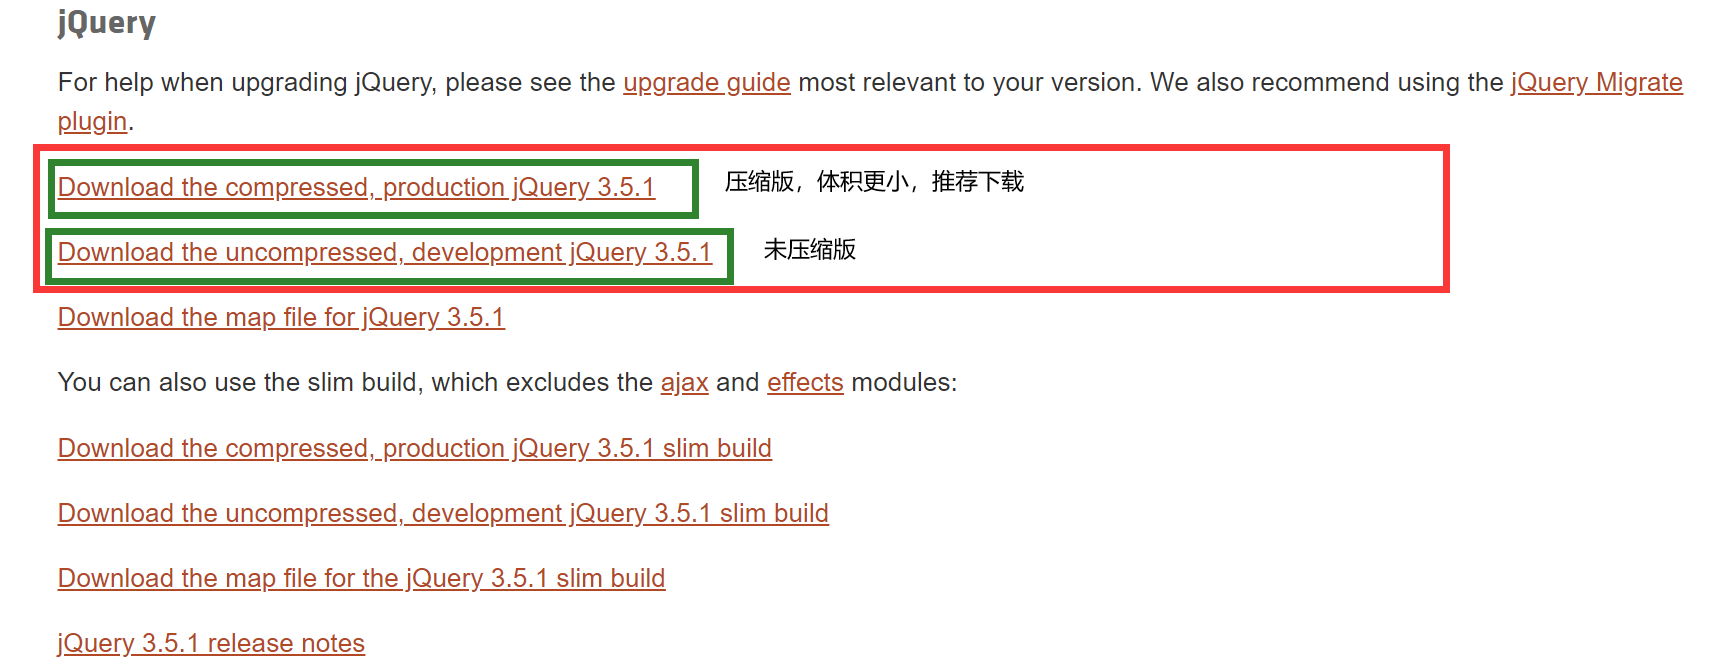 jQuery
For help when upgrading jQuery, please see the upgrade guide most relevant to your version. We also recommend using the jQuery Migrate
plugin.
Download the compressed, production jQuery 3.5.1 压缩版，体积更小，推荐下载
Download the uncompressed, development jQuery 3.5.1 未压缩版
Download the map file for jQuery 3.5.1
You can also use the slim build, which excludes the ajax and effects modules:
Download the compressed, production jQuery 3.5.1 slim build
Download the uncompressed, development jQuery 3.5.1 slim build
Download the map file for the jQuery 3.5.1 slim build
jQuery 3.5.1 release notes